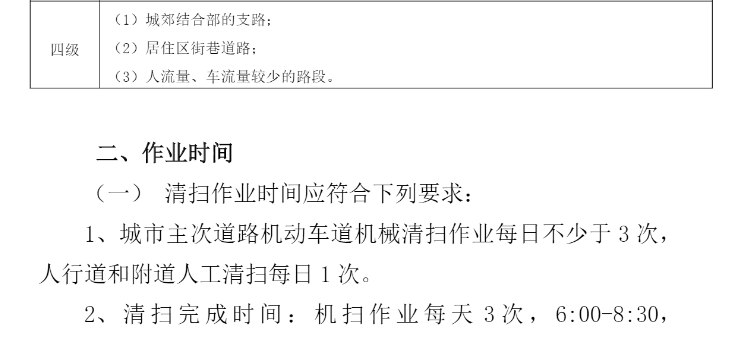 （1）城郊结合部的支路；
四级 （2）居住区街巷道路；
（3）人流量、车流量较少的路段。
二、作业时间
（一） 清扫作业时间应符合下列要求：
1、城市主次道路机动车道机械清扫作业每日不少于 3 次，
人行道和附道人工清扫每日 1 次。
2、清扫完成时间：机扫作业每天 3 次，6:00-8:30，